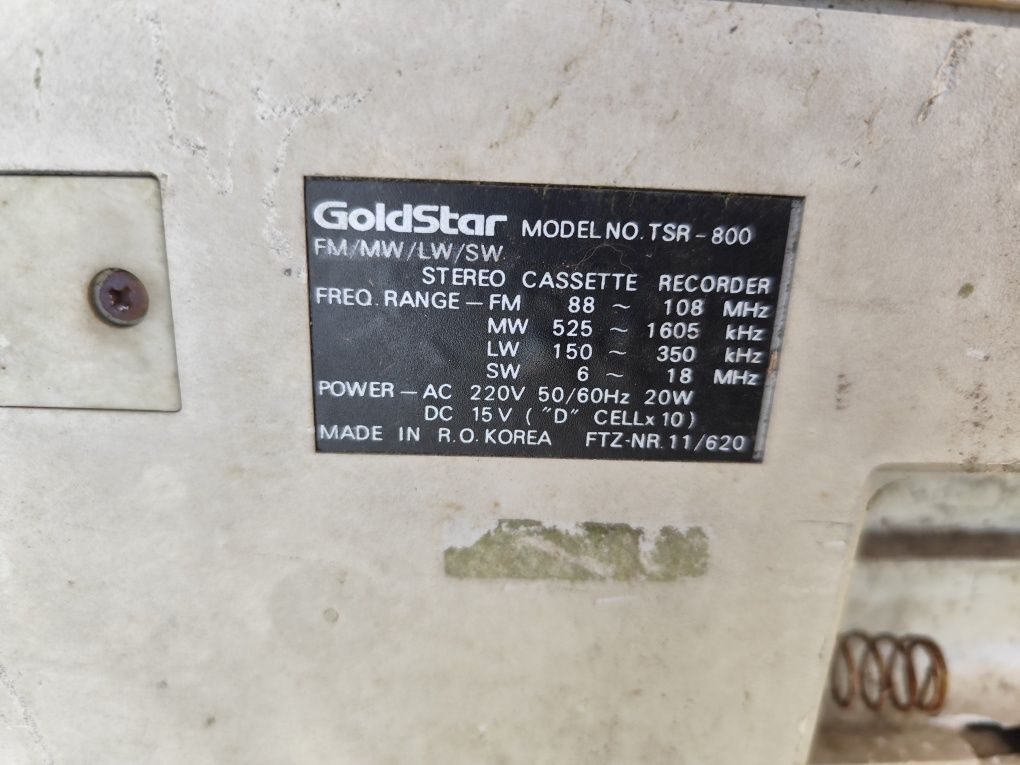 GoldStar MODEL NO. TSR-800
FM/MW/LW/SW
STEREO CASSETTE RECORDER
FREQ. RANGE - FM 88 ~ 108 MHz
MW 525 ~ 1605 kHz
LW 150 ~ 350 kHz
SW 6 ~ 18 MHz
POWER - AC 220V 50/60Hz 20W
DC 15V ("D" CELLx10)
MADE IN R.O.KOREA FTZ-NR.11/620